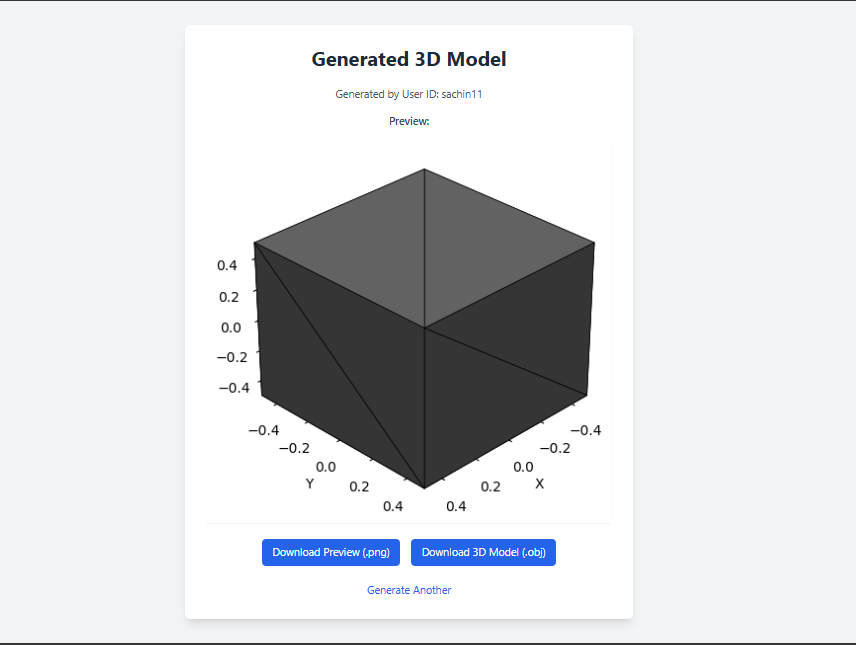 Generated 3D Model
Generated by User ID: sachin11
Preview:
0.4
0.2
0.0
−0.2
−0.4
−0.4 −0.4
−0.2 −0.2
0.0 0.0
Y 0.2 0.2 X
0.4 0.4
Download Preview (.png) Download 3D Model (.obj)
Generate Another